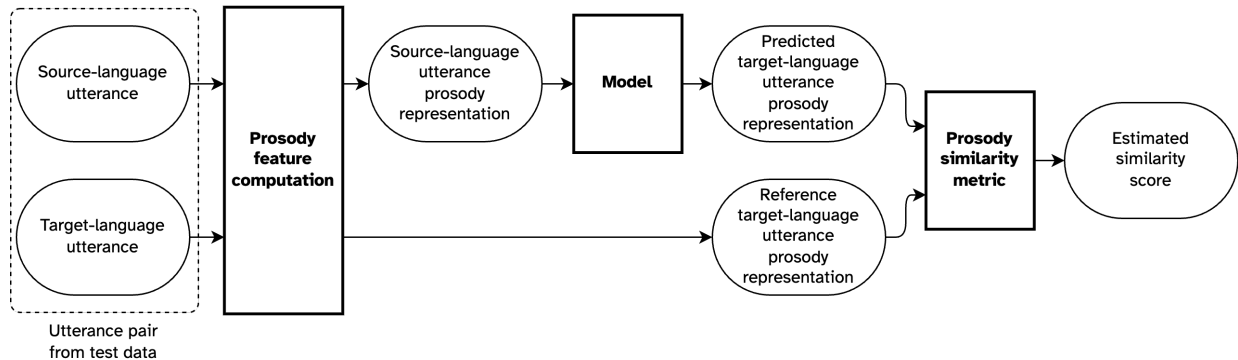 Source-language
utterance
Target-language
utterance
Utterance pair
from test data
Prosody
feature
computation
Source-language
utterance
prosody
representation
Model
Predicted
target-language
utterance
prosody
representation
Reference
target-language
utterance
prosody
representation
Prosody
similarity
metric
Estimated
similarity
score